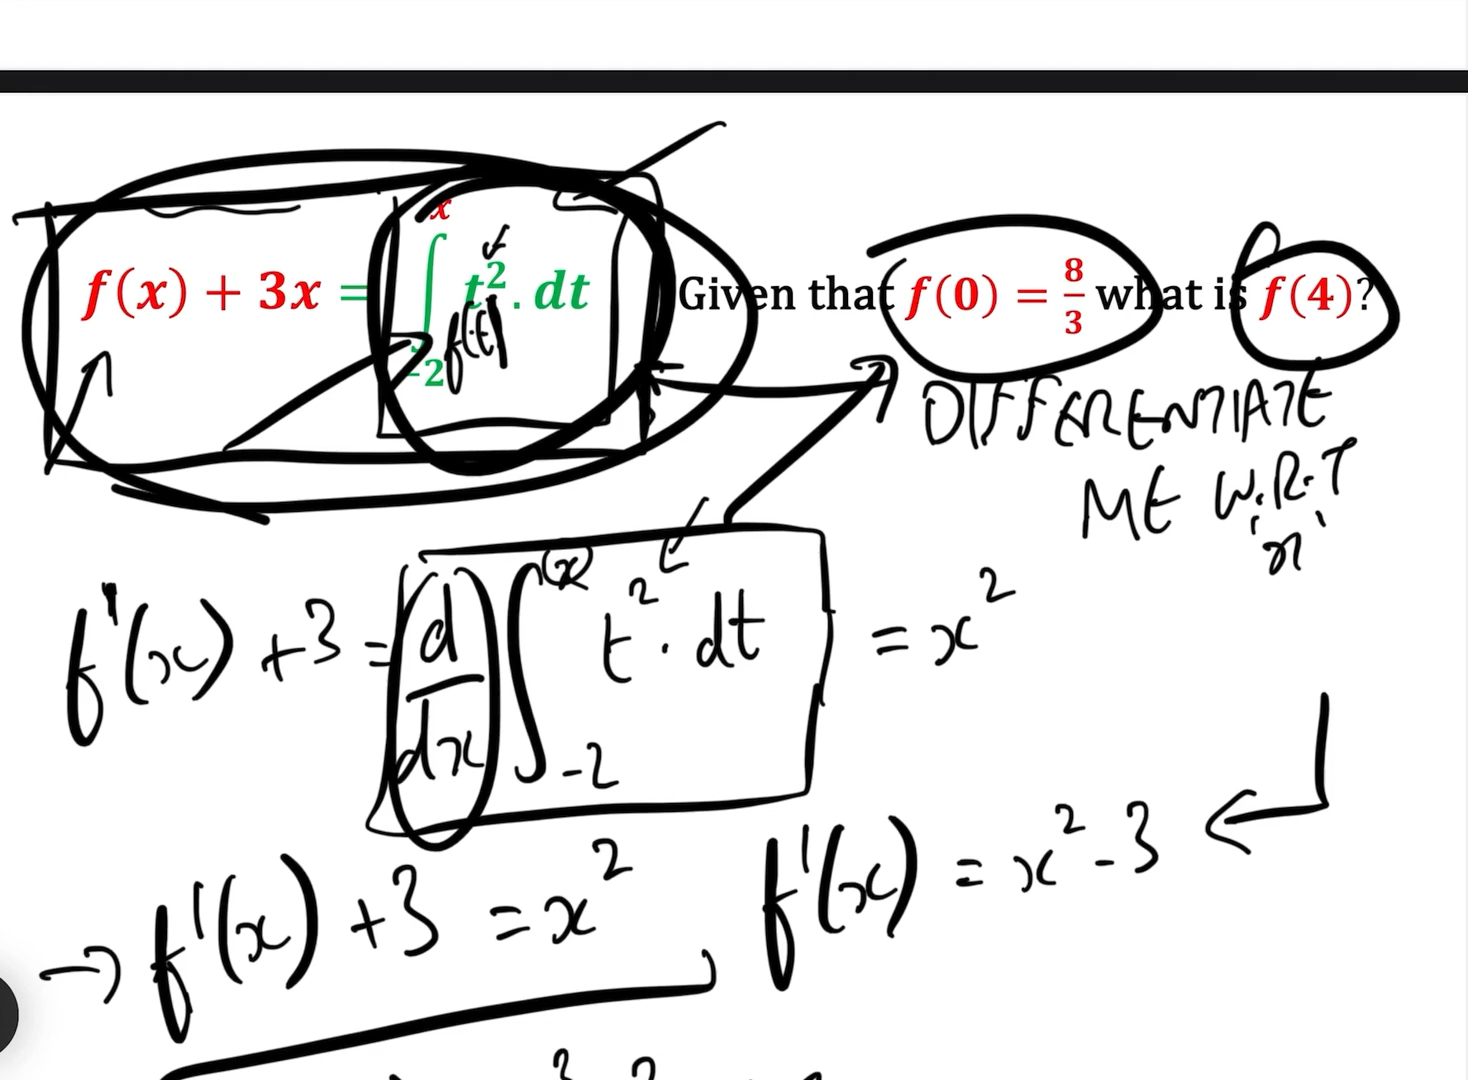 f(x) + 3x = ∫_{-2}^{x} t². dt Given that f(0) = 8/3 what is f(4)?
f(t)
DIFFERENTIATE
ME W.R.T
'x'
f'(x) + 3 = d/dx ∫_{-2}^{(x)} t² · dt = x²
f'(x) = x² - 3
→ f'(x) + 3 = x²